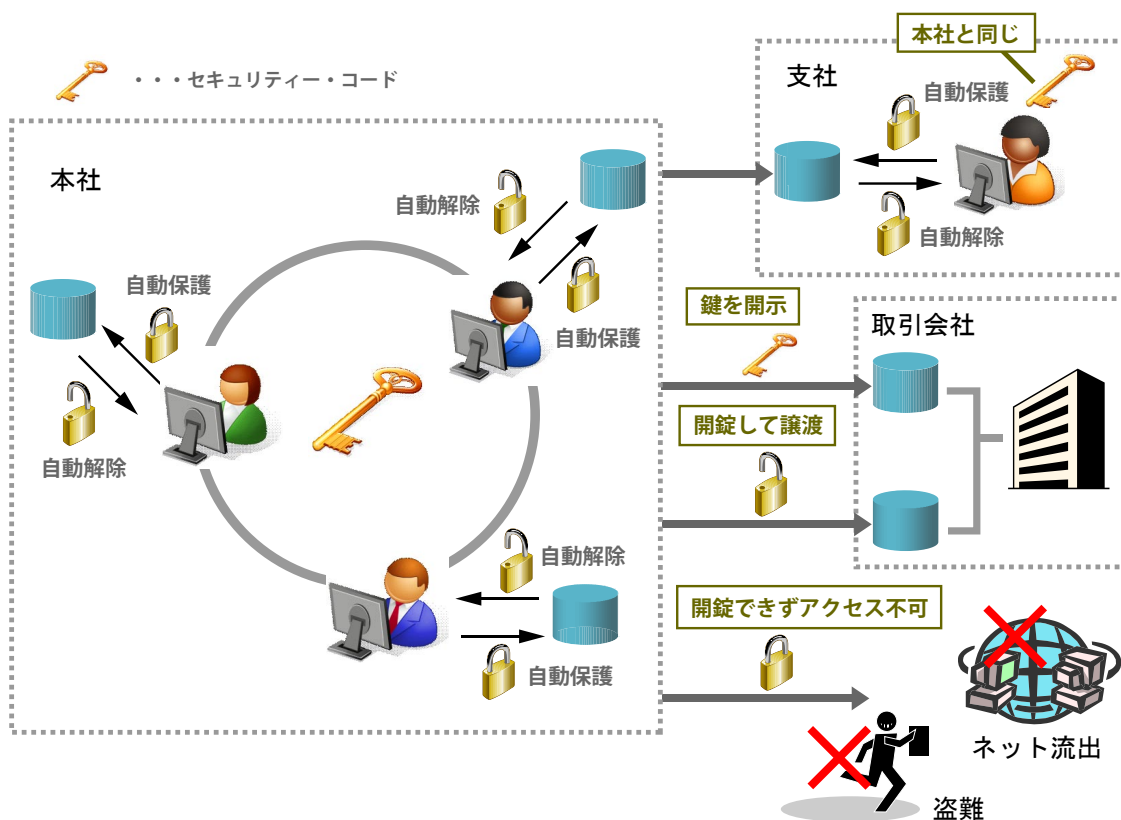 本社と同じ
・・・セキュリティー・コード
支社
自動保護
自動解除
本社
自動解除
自動保護
自動保護
自動解除
自動解除
自動保護
鍵を開示
取引会社
開錠して譲渡
開錠できずアクセス不可
ネット流出
盗難